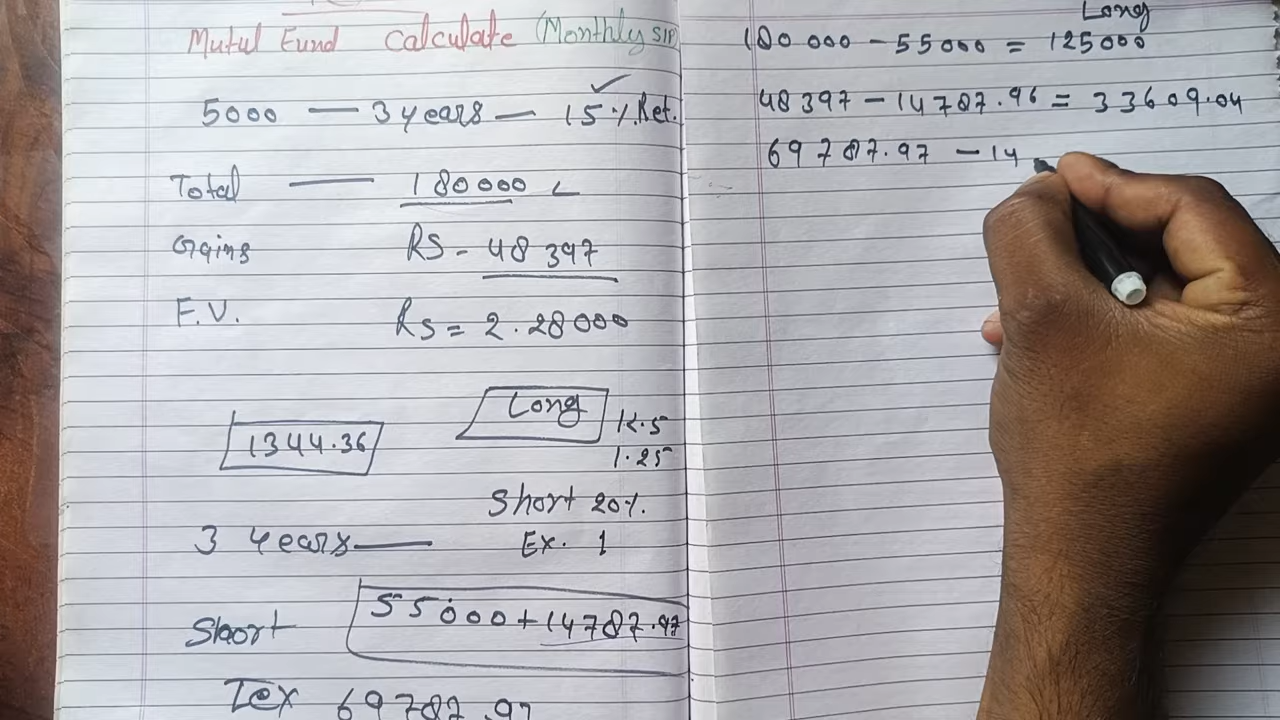 Mutul Fund Calculate (Monthly SIP)
5000 — 3 years — 15 % Ret.
Total — 180000
Gains RS - 48 397
F.V. Rs = 2.28000
Long
12.5
1.25
1344.36
Short 20%.
3 years — Ex. 1
Short 55000+14787.97
Tex 69787.97
Long
180000 - 55000 = 125000
48397 - 14787.96 = 33609.04
69787.97 - 14